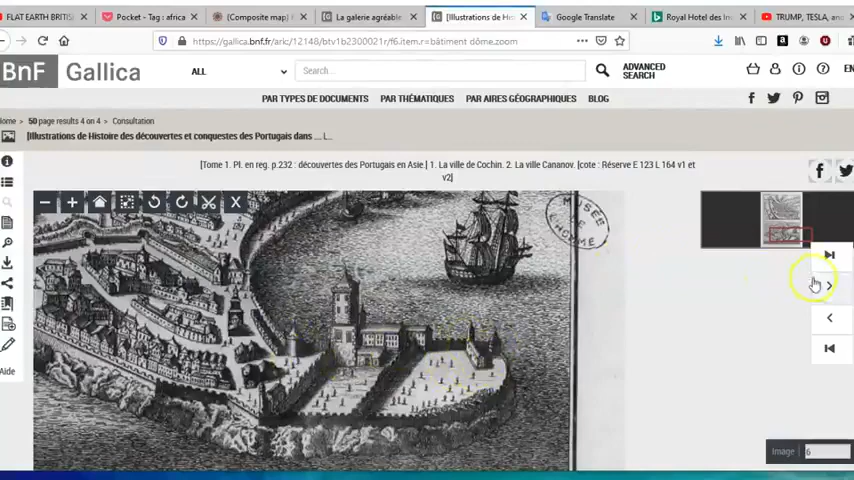 FLAT EARTH BRITISH
Pocket - Tag : africa
(Composite map)
La galerie agréable
[Illustrations de His
Google Translate
Royal Hotel des In
TRUMP, TESLA, an
https://gallica.bnf.fr/ark:/12148/btv1b2300021r/f6.item.r=bâtiment dôme.zoom
BnF Gallica
ALL
Search...
ADVANCED SEARCH
EN
PAR TYPES DE DOCUMENTS PAR THÉMATIQUES PAR AIRES GÉOGRAPHIQUES BLOG
ome > 50 page results 4 on 4 > Consultation
[Illustrations de Histoire des découvertes et conquestes des Portugais dans ... L...
[Tome 1. Pl. en reg. p.232 : découvertes des Portugais en Asie.] 1. La ville de Cochin. 2. La ville Cananov. [cote : Réserve E 123 L 164 v1 et
v2]
MUSÉE
DE
L'HOMME
Aide
Image 6